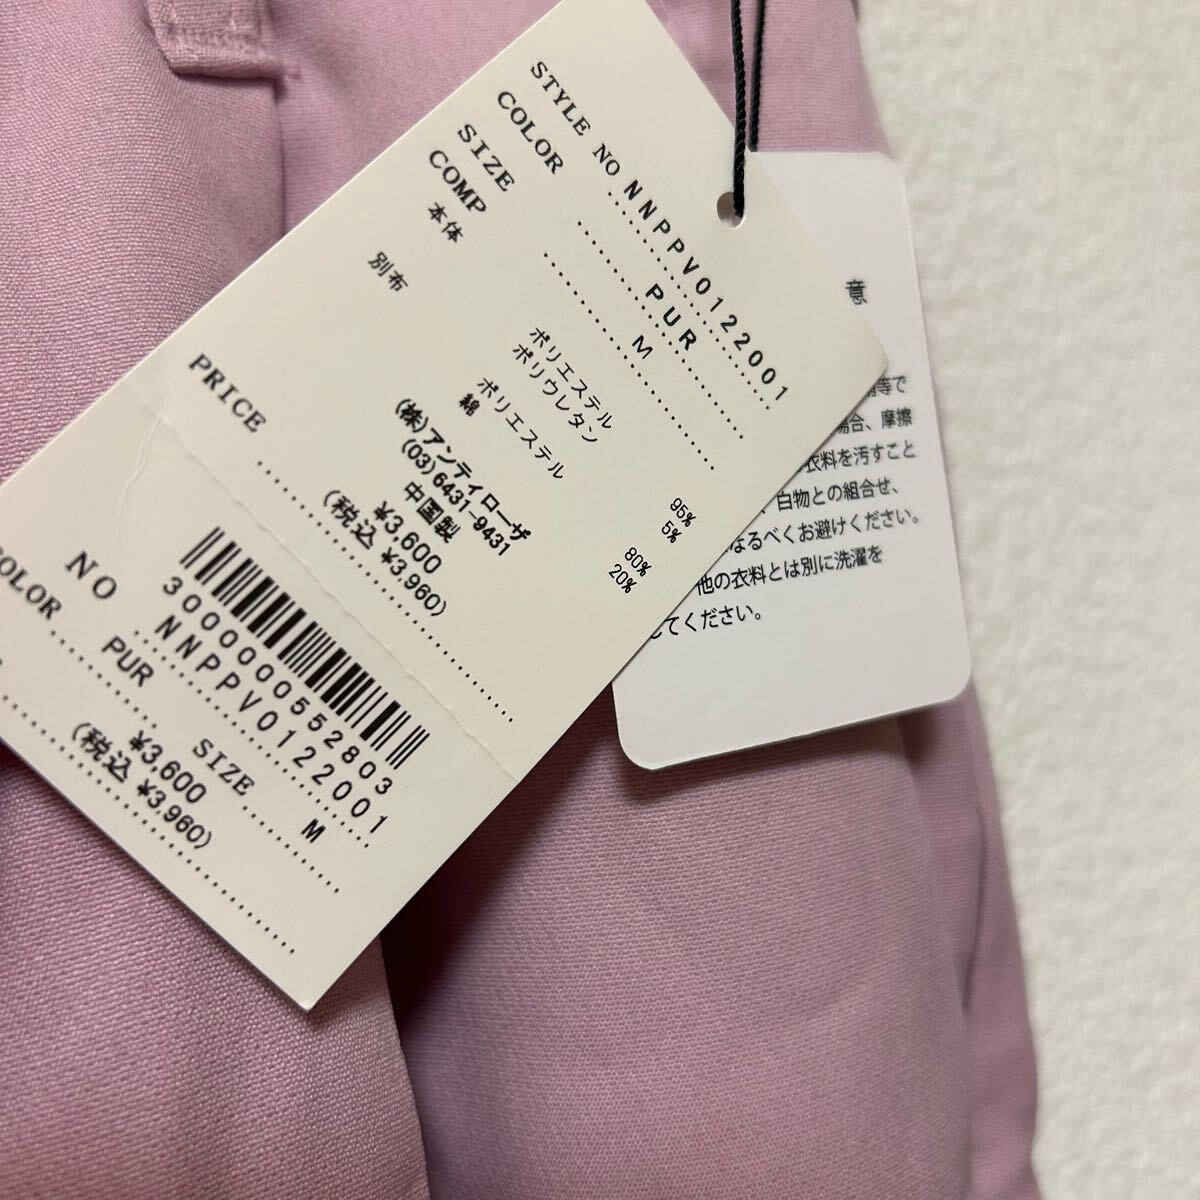 STYLE NO NNPPV0122001
COLOR PUR
SIZE M
COMP
本体 ポリエステル 95%
ポリウレタン 5%
別布 ポリエステル 80%
綿 20%
(株)アンティローザ
(03)6431-9431
中国製
PRICE ¥3,600
(税込 ¥3,960)
3000000552803
NO NNPPV0122001
COLOR PUR SIZE M
¥3,600
(税込 ¥3,960)
意
等で
場合、摩擦
衣料を汚すこと
白物との組合せ、
なるべくお避けください。
他の衣料とは別に洗濯を
してください。